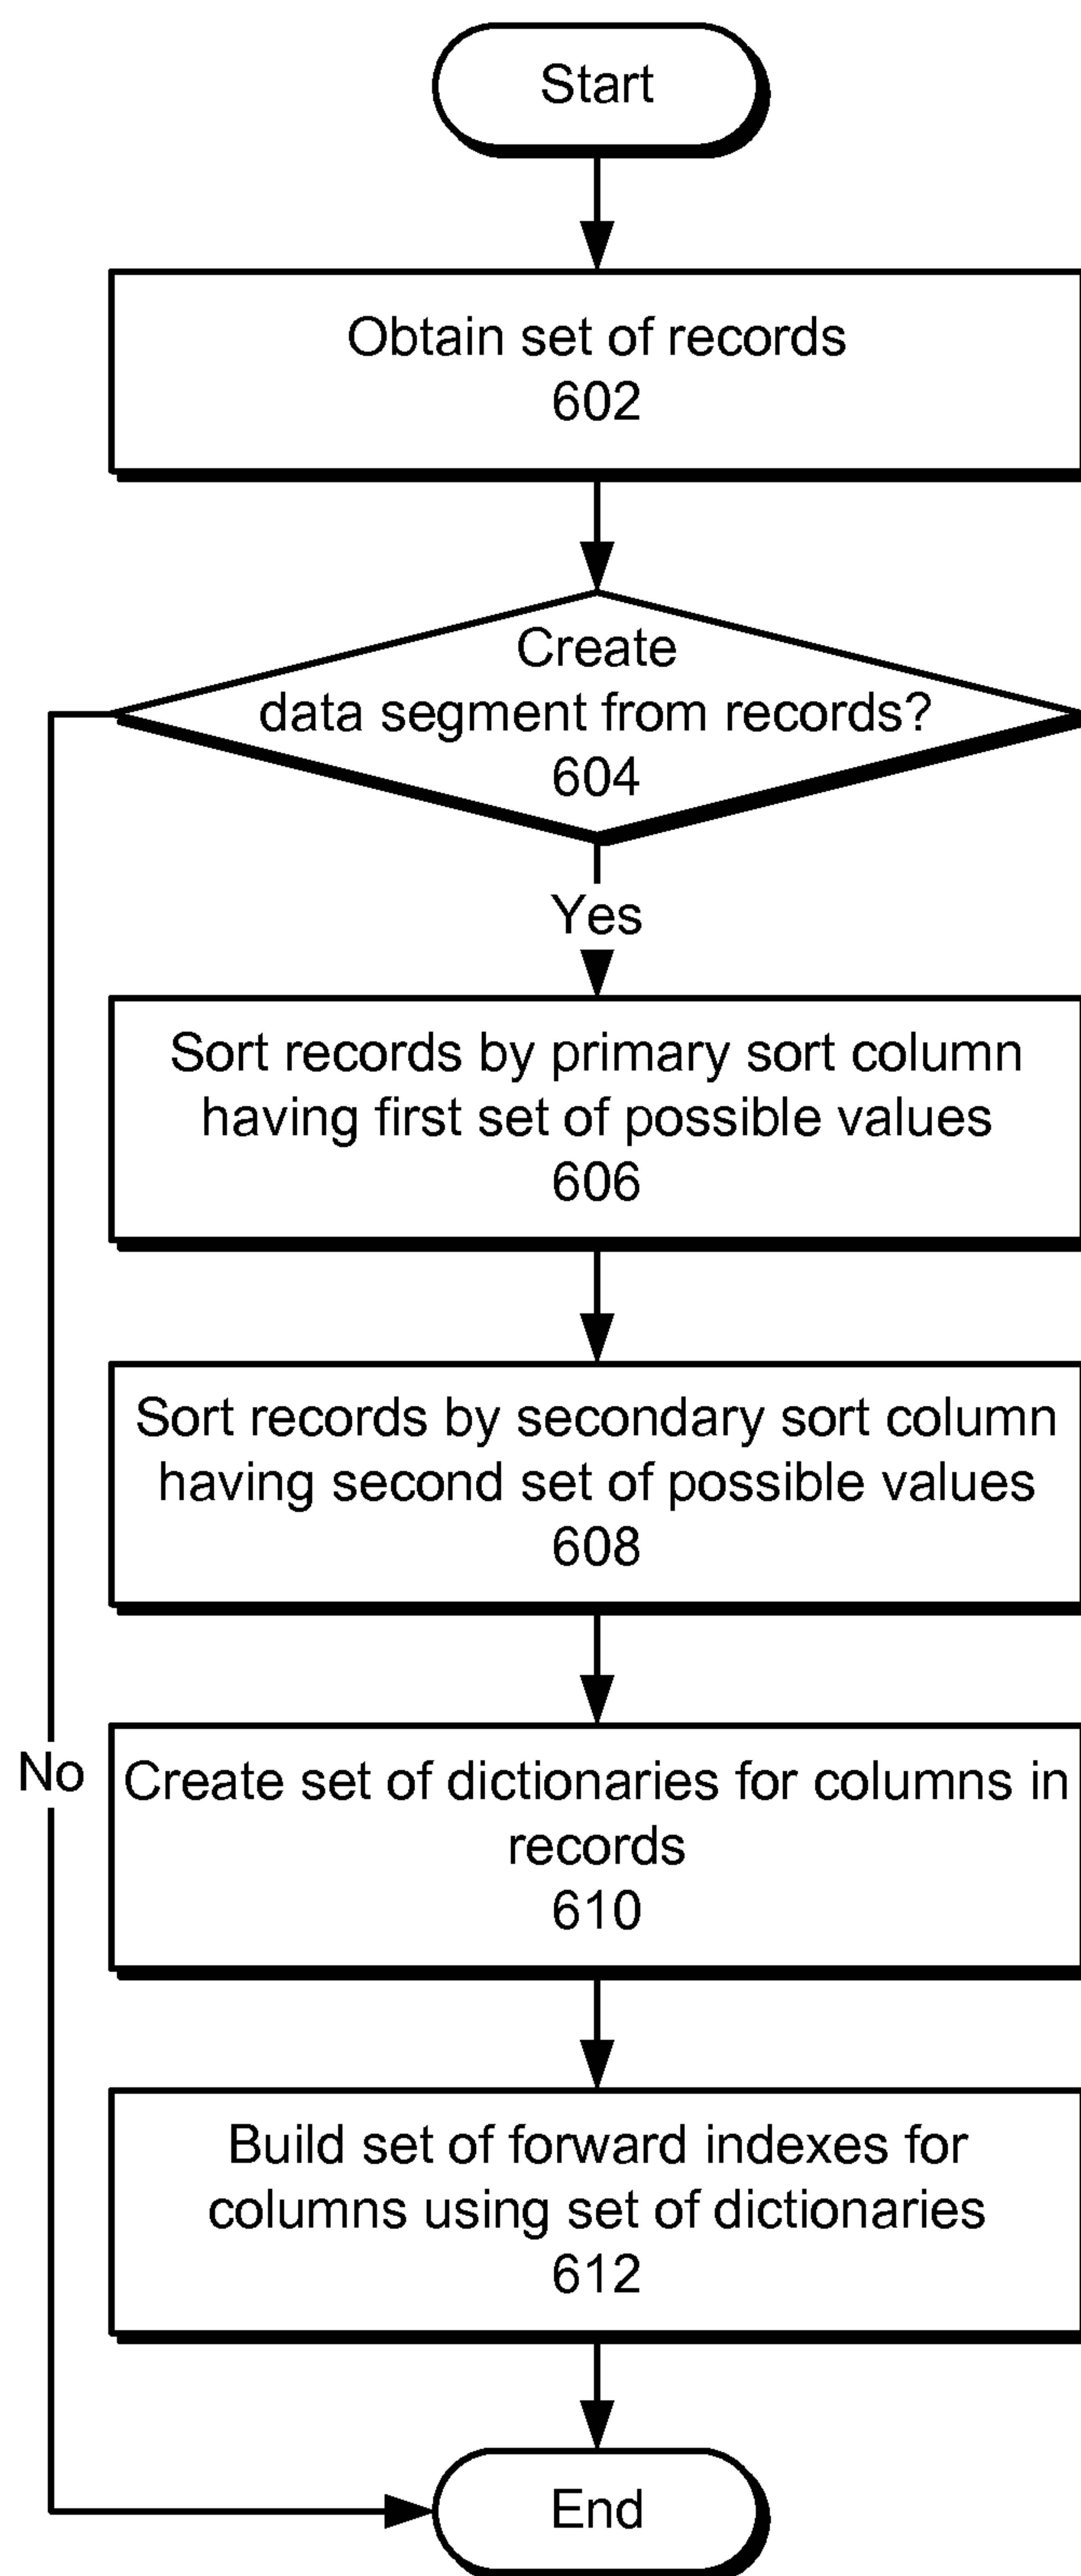 Start
Obtain set of records
602
Create
data segment from records?
604
Yes
Sort records by primary sort column
having first set of possible values
606
Sort records by secondary sort column
having second set of possible values
608
No
Create set of dictionaries for columns in
records
610
Build set of forward indexes for
columns using set of dictionaries
612
End